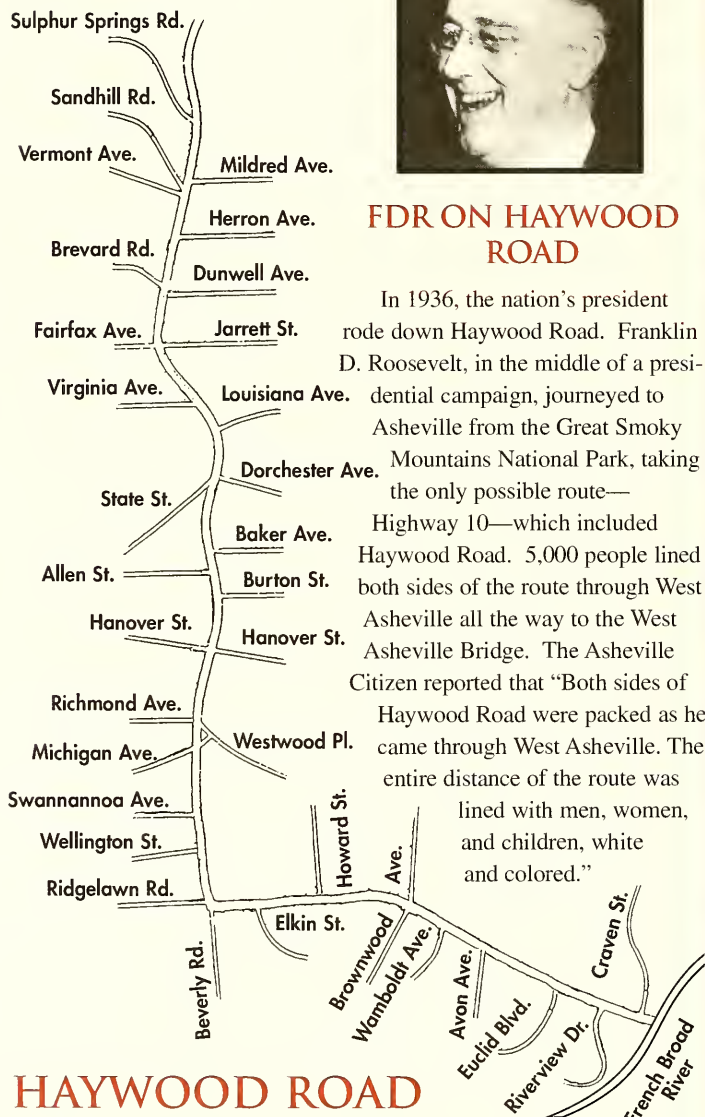 Sulphur Springs Rd.
Sandhill Rd.
Vermont Ave.
Mildred Ave.
Herron Ave.
Brevard Rd.
Dunwell Ave.
Fairfax Ave.
Jarrett St.
Virginia Ave.
Louisiana Ave.
Dorchester Ave.
State St.
Baker Ave.
Allen St.
Burton St.
Hanover St.
Hanover St.
Richmond Ave.
Westwood Pl.
Michigan Ave.
Swannannoa Ave.
Wellington St.
Ridgelawn Rd.
Beverly Rd.
Elkin St.
Howard St.
Brownwood
Ave.
Wamboldt Ave.
Avon Ave.
Euclid Blvd.
Riverview Dr.
Craven St.
French Broad
River
FDR ON HAYWOOD
ROAD
In 1936, the nation's president
rode down Haywood Road. Franklin
D. Roosevelt, in the middle of a presi-
dential campaign, journeyed to
Asheville from the Great Smoky
Mountains National Park, taking
the only possible route—
Highway 10—which included
Haywood Road. 5,000 people lined
both sides of the route through West
Asheville all the way to the West
Asheville Bridge. The Asheville
Citizen reported that "Both sides of
Haywood Road were packed as he
came through West Asheville. The
entire distance of the route was
lined with men, women,
and children, white
and colored."
HAYWOOD ROAD